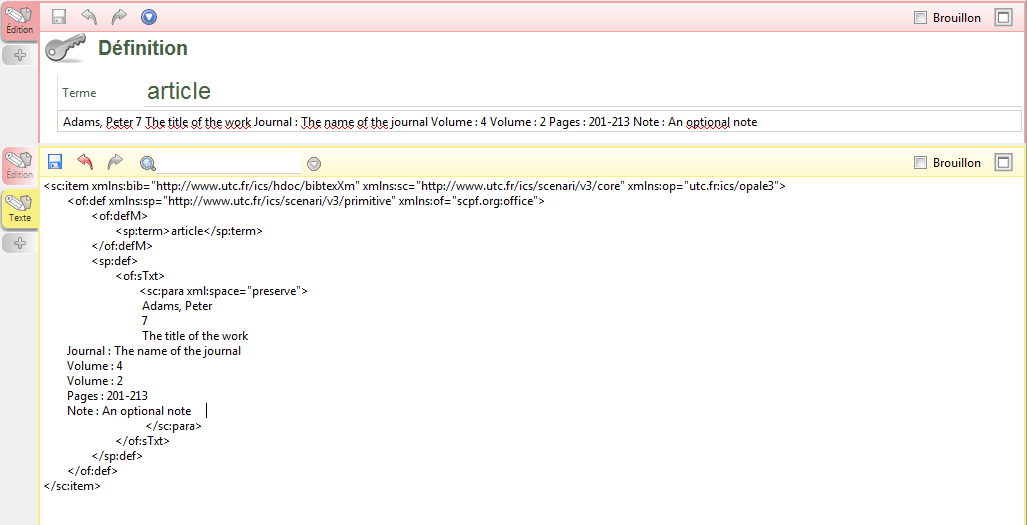 Édition
Brouillon
Définition
Terme
article
Adams, Peter 7 The title of the work Journal : The name of the journal Volume : 4 Volume : 2 Pages : 201-213 Note : An optional note
Édition
Brouillon
Texte
<sc:item xmlns:bib="http://www.utc.fr/ics/hdoc/bibtexXm" xmlns:sc="http://www.utc.fr/ics/scenari/v3/core" xmlns:op="utc.fr:ics/opale3">
<of:def xmlns:sp="http://www.utc.fr/ics/scenari/v3/primitive" xmlns:of="scpf.org:office">
<of:defM>
<sp:term>article</sp:term>
</of:defM>
<sp:def>
<of:sTxt>
<sc:para xml:space="preserve">
Adams, Peter
7
The title of the work
Journal : The name of the journal
Volume : 4
Volume : 2
Pages : 201-213
Note : An optional note
</sc:para>
</of:sTxt>
</sp:def>
</of:def>
</sc:item>